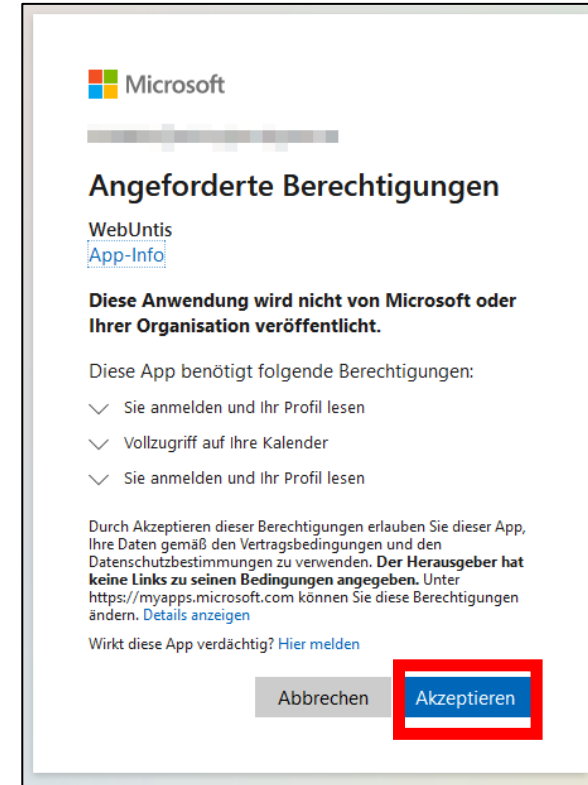 Microsoft
Angeforderte Berechtigungen
WebUntis
App-Info
Diese Anwendung wird nicht von Microsoft oder
Ihrer Organisation veröffentlicht.
Diese App benötigt folgende Berechtigungen:
Sie anmelden und Ihr Profil lesen
Vollzugriff auf Ihre Kalender
Sie anmelden und Ihr Profil lesen
Durch Akzeptieren dieser Berechtigungen erlauben Sie dieser App,
Ihre Daten gemäß den Vertragsbedingungen und den
Datenschutzbestimmungen zu verwenden. Der Herausgeber hat
keine Links zu seinen Bedingungen angegeben. Unter
https://myapps.microsoft.com können Sie diese Berechtigungen
ändern. Details anzeigen
Wirkt diese App verdächtig? Hier melden
Abbrechen Akzeptieren